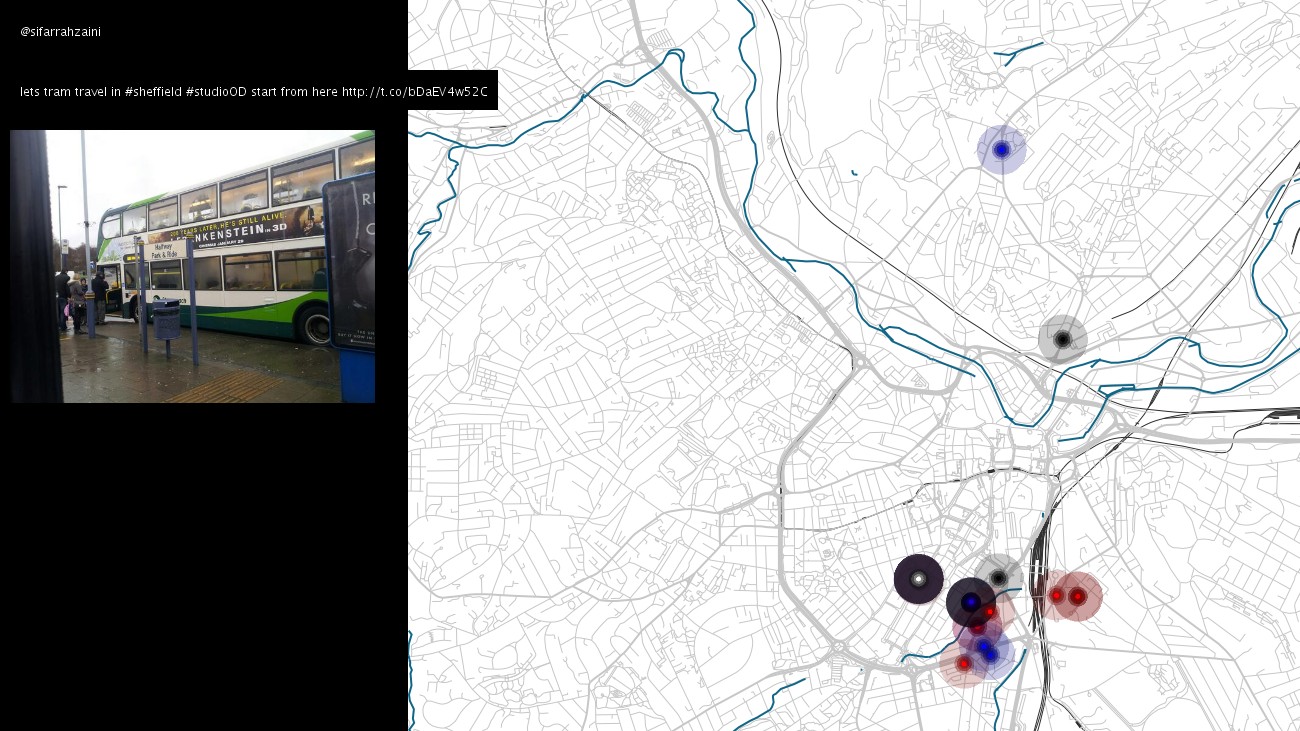 @sifarrahzaini
lets tram travel in #sheffield #studioOD start from here http://t.co/bDaEV4w52C
200 YEARS LATER, HE'S STILL ALIVE
FRANKENSTEIN IN 3D
Halfway
Park & Ride